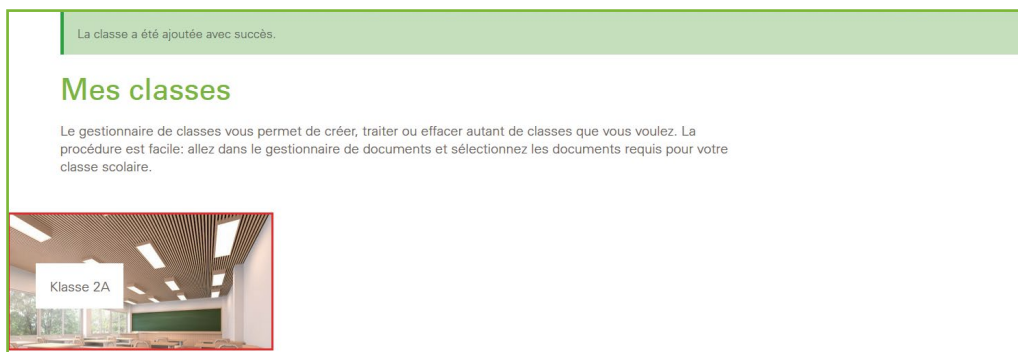 La classe a été ajoutée avec succès.
Mes classes
Le gestionnaire de classes vous permet de créer, traiter ou effacer autant de classes que vous voulez. La
procédure est facile: allez dans le gestionnaire de documents et sélectionnez les documents requis pour votre
classe scolaire.
Klasse 2A